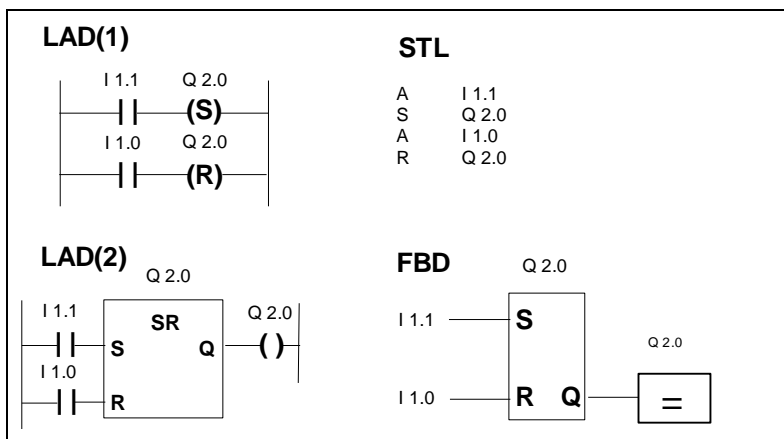 LAD(1)
I 1.1 Q 2.0
(S)
I 1.0 Q 2.0
(R)
STL
A I 1.1
S Q 2.0
A I 1.0
R Q 2.0
LAD(2)
Q 2.0
I 1.1 Q 2.0
SR
S Q ( )
I 1.0
R
FBD
Q 2.0
I 1.1 S
Q 2.0
I 1.0 R Q =